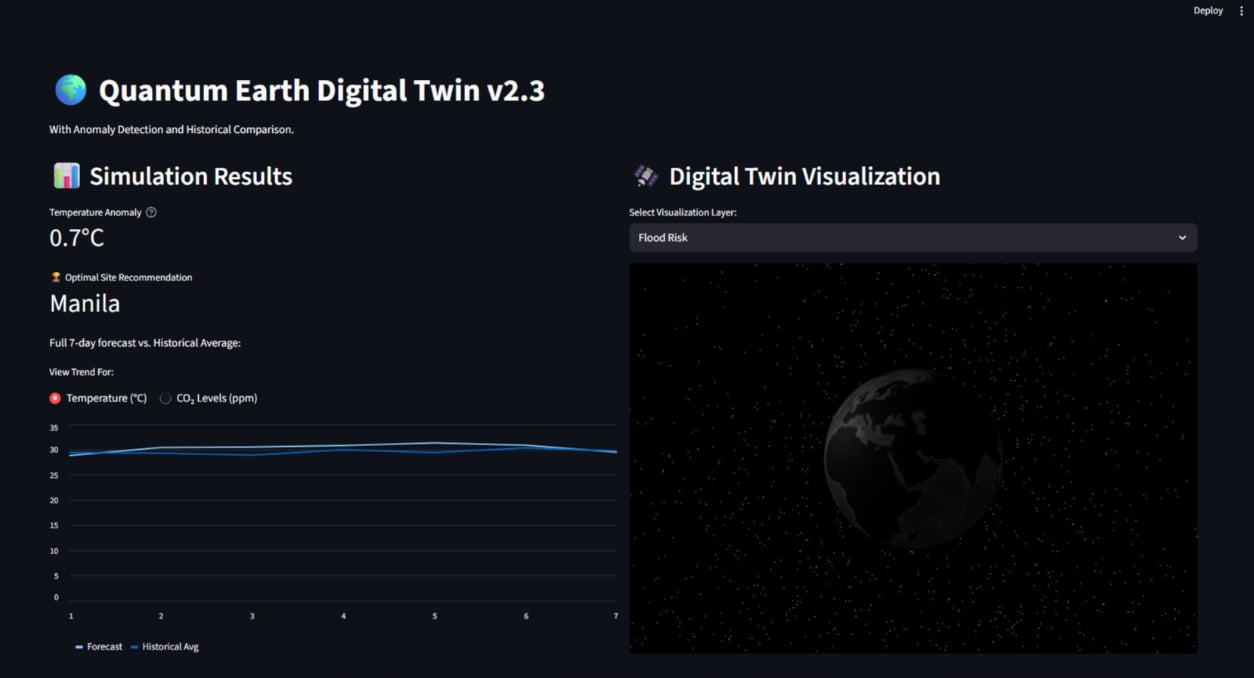 Deploy
Quantum Earth Digital Twin v2.3
With Anomaly Detection and Historical Comparison.
Simulation Results
Temperature Anomaly
0.7°C
Optimal Site Recommendation
Manila
Full 7-day forecast vs. Historical Average:
View Trend For:
Temperature (°C) CO₂ Levels (ppm)
35
30
25
20
15
10
5
0
1 2 3 4 5 6 7
Forecast Historical Avg
Digital Twin Visualization
Select Visualization Layer:
Flood Risk